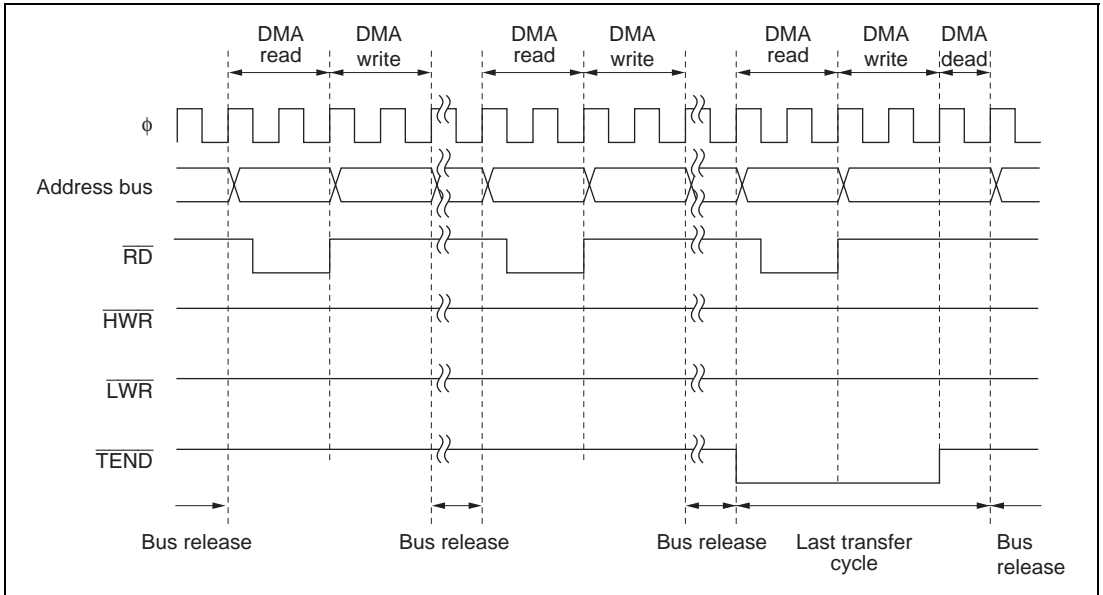 DMA read DMA write DMA read DMA write DMA read DMA write DMA dead
ϕ
Address bus
RD
HWR
LWR
TEND
Bus release Bus release Bus release Last transfer cycle Bus release